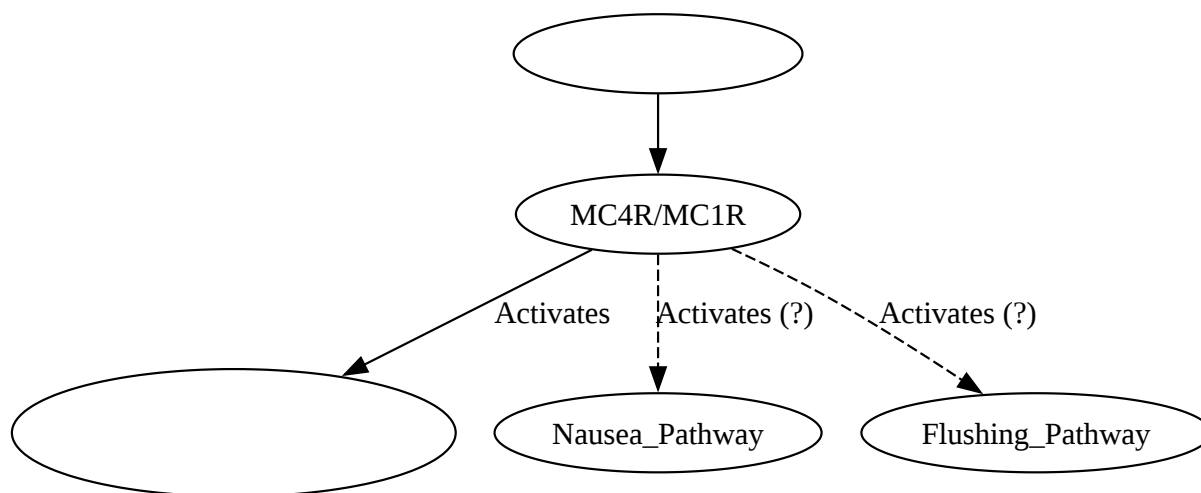 MC4R/MC1R
Activates
Activates (?)
Activates (?)
Nausea_Pathway
Flushing_Pathway